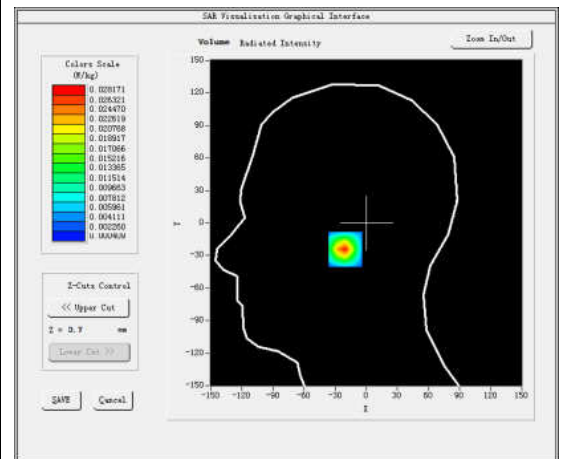 SAR Visualisation Graphical Interface
Volume Radiated Intensity
Zoom In/Out
Colors Scale
(W/kg)
0.028171
0.026321
0.024470
0.022619
0.020768
0.018917
0.017066
0.015216
0.013365
0.011514
0.009663
0.007812
0.005961
0.004111
0.002260
0.000409
150
120
90
60
30
0
-30
-60
-90
-120
-150
Y
-150 -120 -90 -60 -30 0 30 60 90 120 150
X
Z-Cuts Control
<< Upper Cut
Z = 3.7 mm
Lower Cut >>
SAVE Cancel